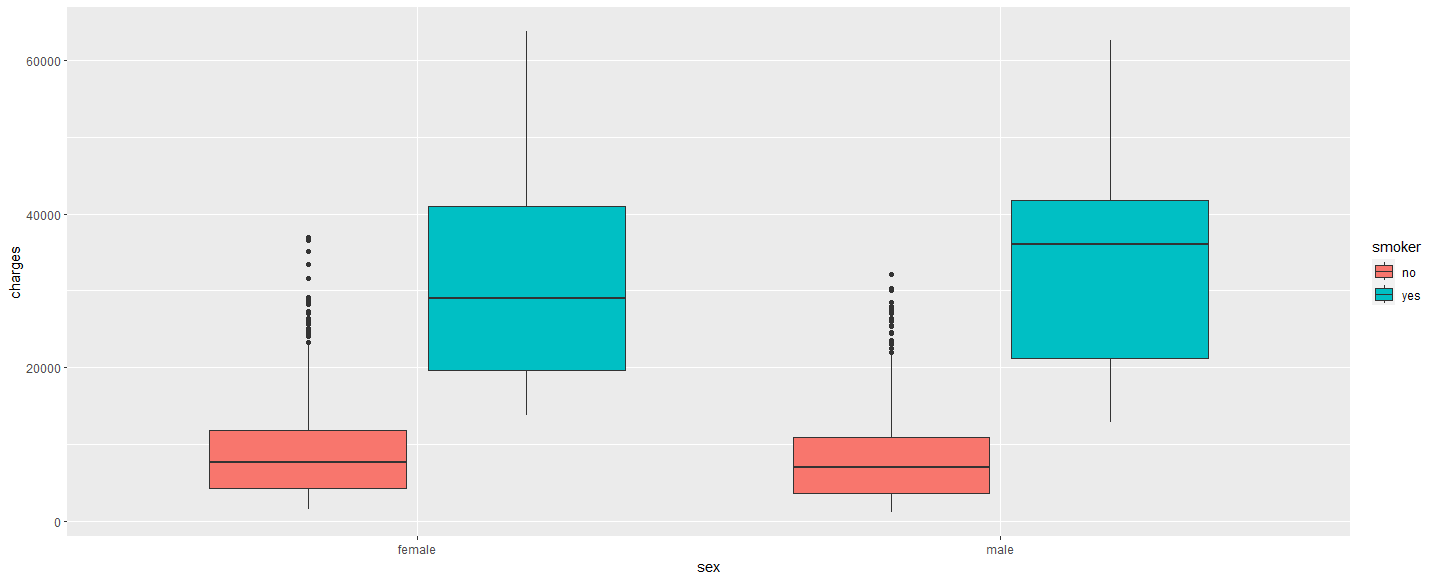 charges
60000
40000
20000
0
female
male
sex
smoker
no
yes